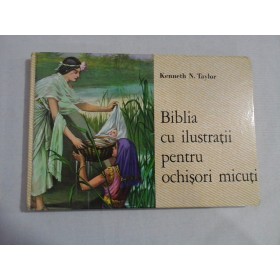 Kenneth N. Taylor
Biblia
cu ilustrații
pentru
ochișori micuți